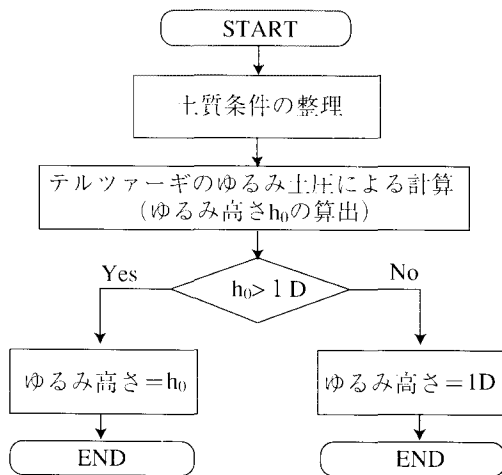 START
土質条件の整理
テルツァーギのゆるみ土圧による計算
(ゆるみ高さh₀の算出)
Yes
h₀> 1 D
No
ゆるみ高さ=h₀
ゆるみ高さ=1D
END
END